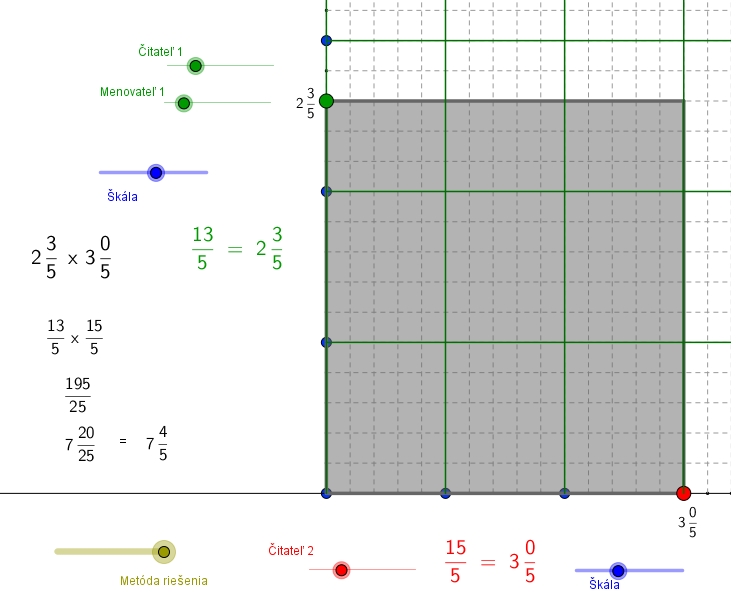 Čitateľ 1
Menovateľ 1
Škála
2 3/5 x 3 0/5
13/5 = 2 3/5
13/5 x 15/5
195/25
7 20/25 = 7 4/5
2 3/5
3 0/5
Metóda riešenia
Čitateľ 2
15/5 = 3 0/5
Škála